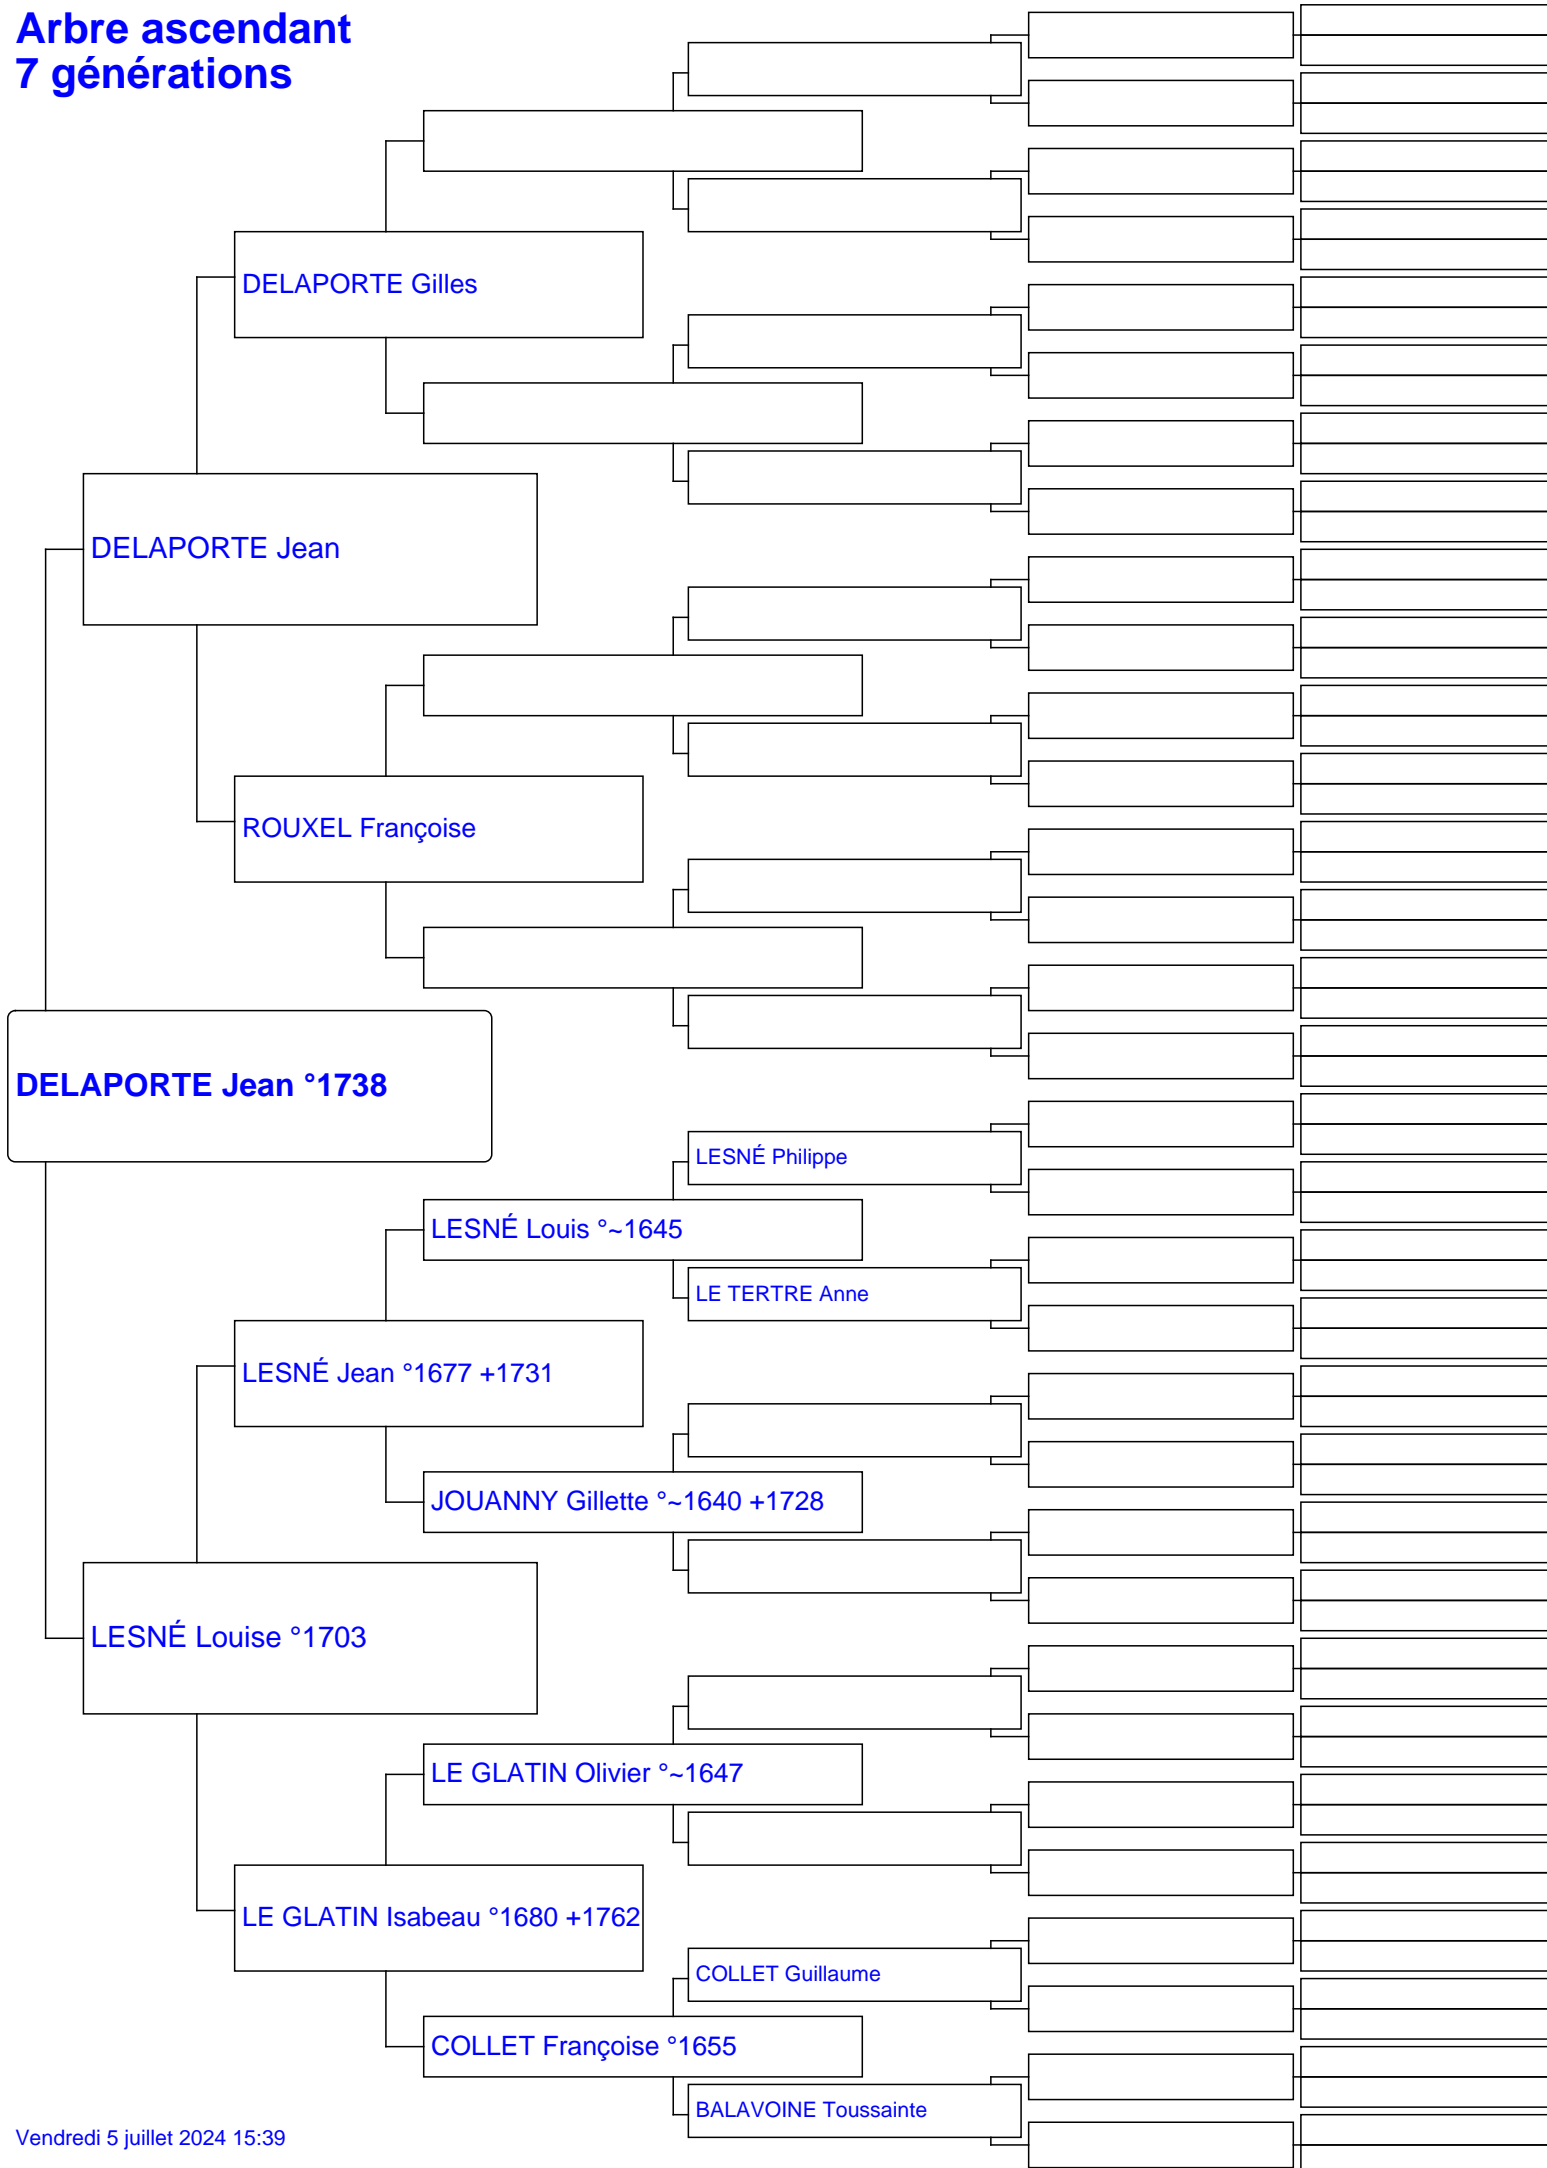 Arbre ascendant
7 générations
DELAPORTE Gilles
DELAPORTE Jean
ROUXEL Françoise
DELAPORTE Jean °1738
LESNÉ Philippe
LESNÉ Louis °~1645
LE TERTRE Anne
LESNÉ Jean °1677 +1731
JOUANNY Gillette °~1640 +1728
LESNÉ Louise °1703
LE GLATIN Olivier °~1647
LE GLATIN Isabeau °1680 +1762
COLLET Guillaume
COLLET Françoise °1655
BALAVOINE Toussainte
Vendredi 5 juillet 2024 15:39